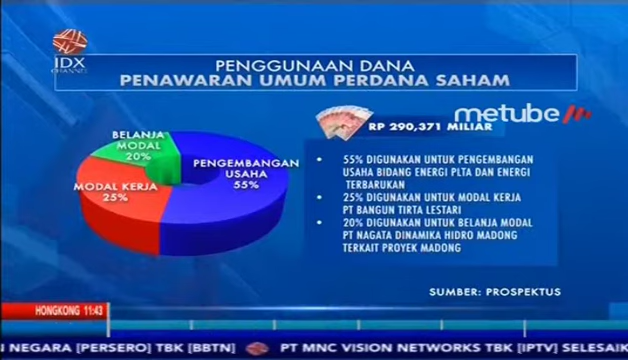 IDX
CHANNEL
PENGGUNAAN DANA
PENAWARAN UMUM PERDANA SAHAM
metube
RP 290,371 MILIAR
BELANJA
MODAL
20%
PENGEMBANGAN
USAHA
55%
MODAL KERJA
25%
• 55% DIGUNAKAN UNTUK PENGEMBANGAN
USAHA BIDANG ENERGI PLTA DAN ENERGI
TERBARUKAN
• 25% DIGUNAKAN UNTUK MODAL KERJA
PT BANGUN TIRTA LESTARI
• 20% DIGUNAKAN UNTUK BELANJA MODAL
PT NAGATA DINAMIKA HIDRO MADONG
TERKAIT PROYEK MADONG
SUMBER: PROSPEKTUS
HONGKONG 11:43
I NEGARA [PERSERO] TBK [BBTN] PT MNC VISION NETWORKS TBK [IPTV] SELESAIK